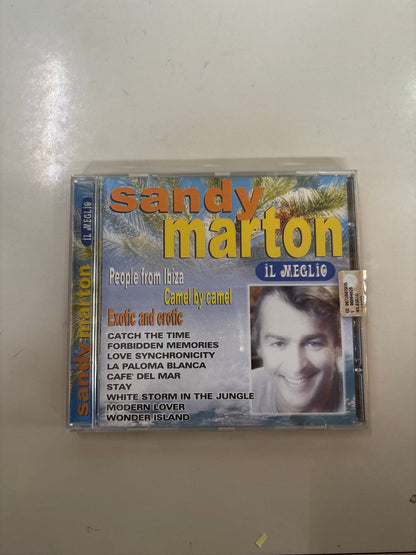 sandy
marton
IL MEGLIO
People from Ibiza
Camel by camel
Exotic and erotic
CATCH THE TIME
FORBIDDEN MEMORIES
LOVE SYNCHRONICITY
LA PALOMA BLANCA
CAFE' DEL MAR
STAY
WHITE STORM IN THE JUNGLE
MODERN LOVER
WONDER ISLAND
sandy marton IL MEGLIO